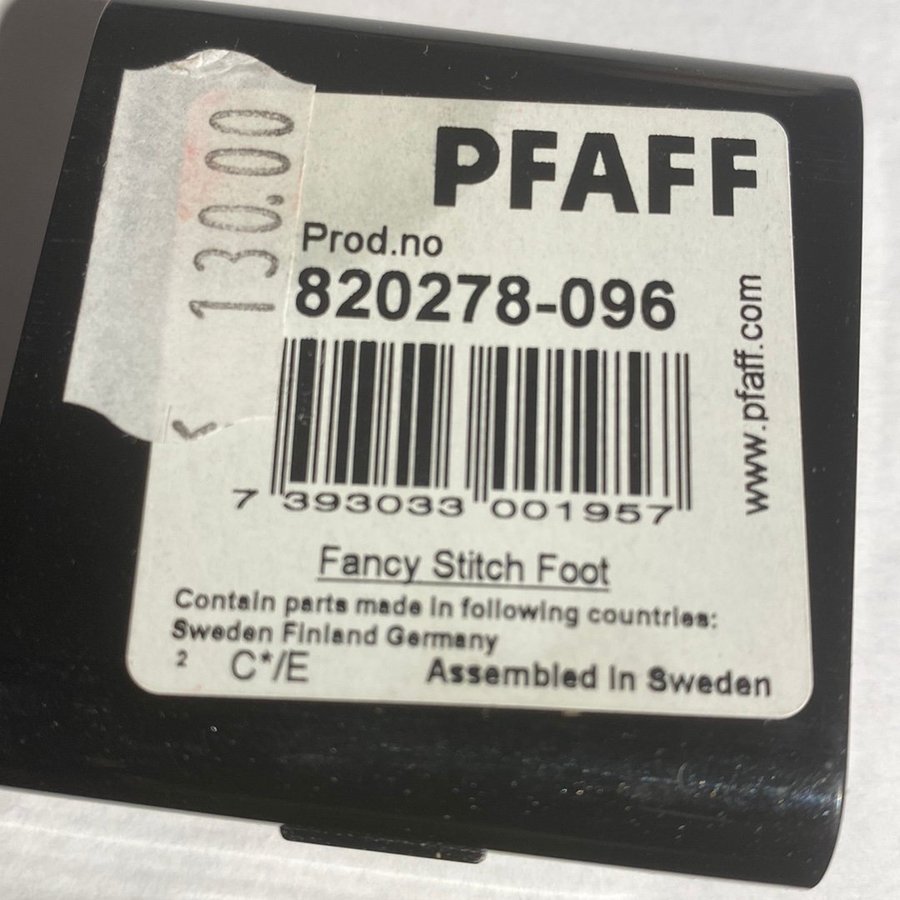 130,00
PFAFF
Prod.no
820278-096
www.pfaff.com
7 393033 001957
Fancy Stitch Foot
Contain parts made in following countries:
Sweden Finland Germany
2 C*/E
Assembled in Sweden